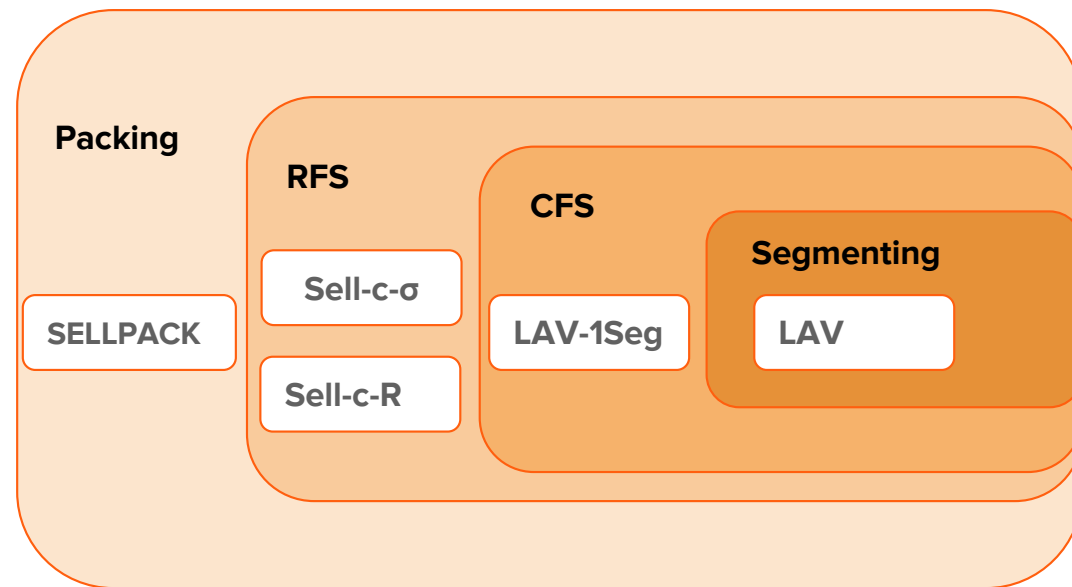 Packing
RFS
CFS
Segmenting
SELLPACK
Sell-c-σ
Sell-c-R
LAV-1Seg
LAV